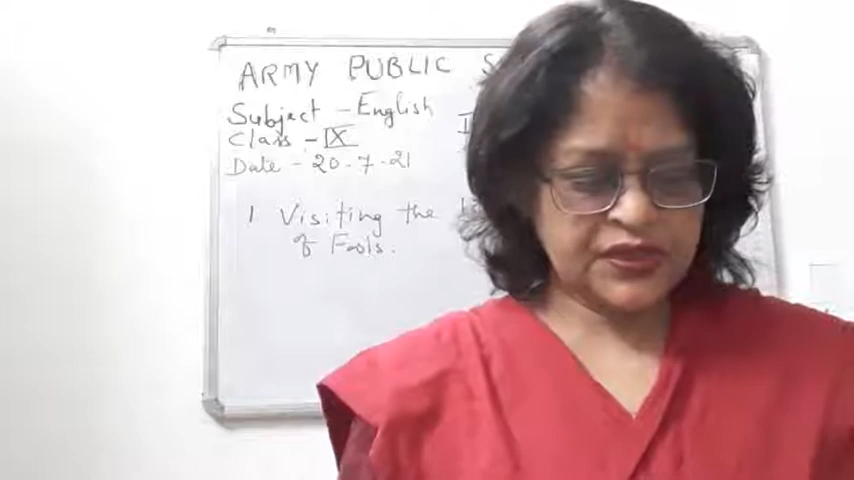 ARMY PUBLIC
Subject - English
Class - IX
Date - 20-7-21
1 Visiting the
of Fools.